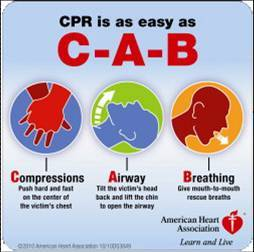 CPR is as easy as
C-A-B
Compressions
Push hard and fast
on the center of
the victim's chest
Airway
Tilt the victim's head
back and lift the chin
to open the airway
Breathing
Give mouth-to-mouth
rescue breaths
American Heart
Association
Learn and Live
©2010 American Heart Association 10/10DS3849